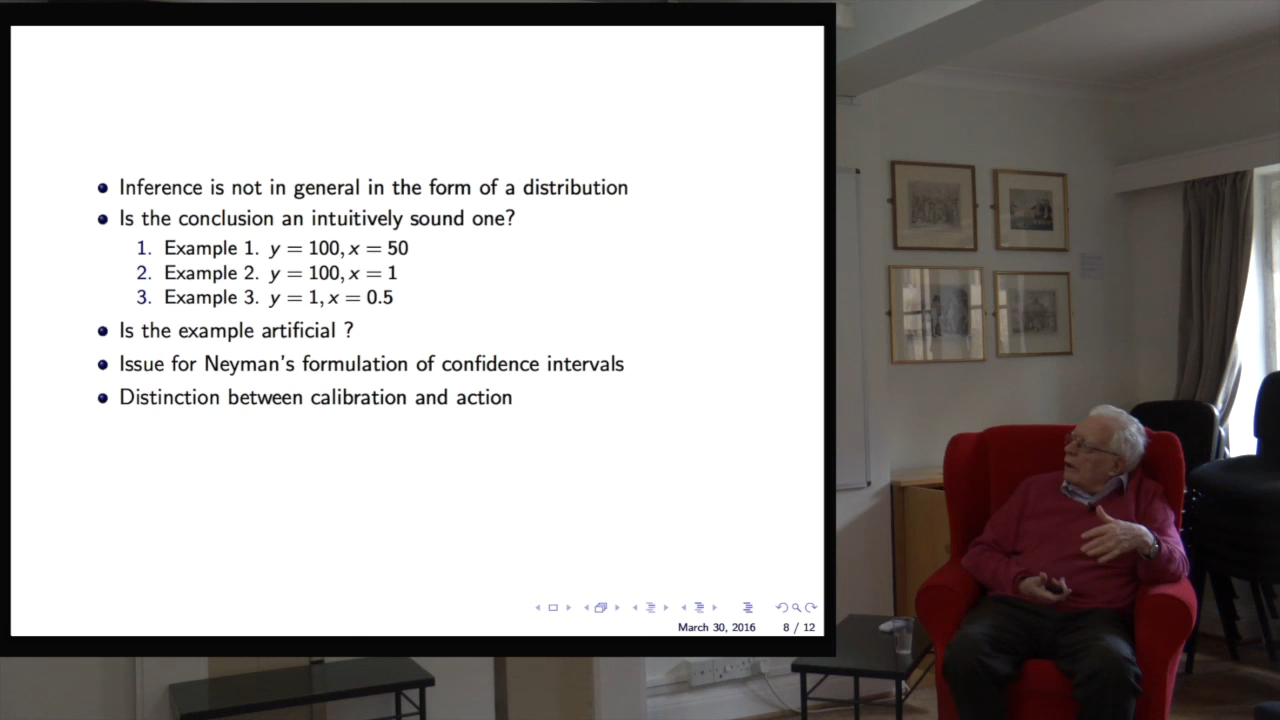 Inference is not in general in the form of a distribution
Is the conclusion an intuitively sound one?
1. Example 1. y = 100, x = 50
2. Example 2. y = 100, x = 1
3. Example 3. y = 1, x = 0.5
Is the example artificial ?
Issue for Neyman's formulation of confidence intervals
Distinction between calibration and action
March 30, 2016 8 / 12